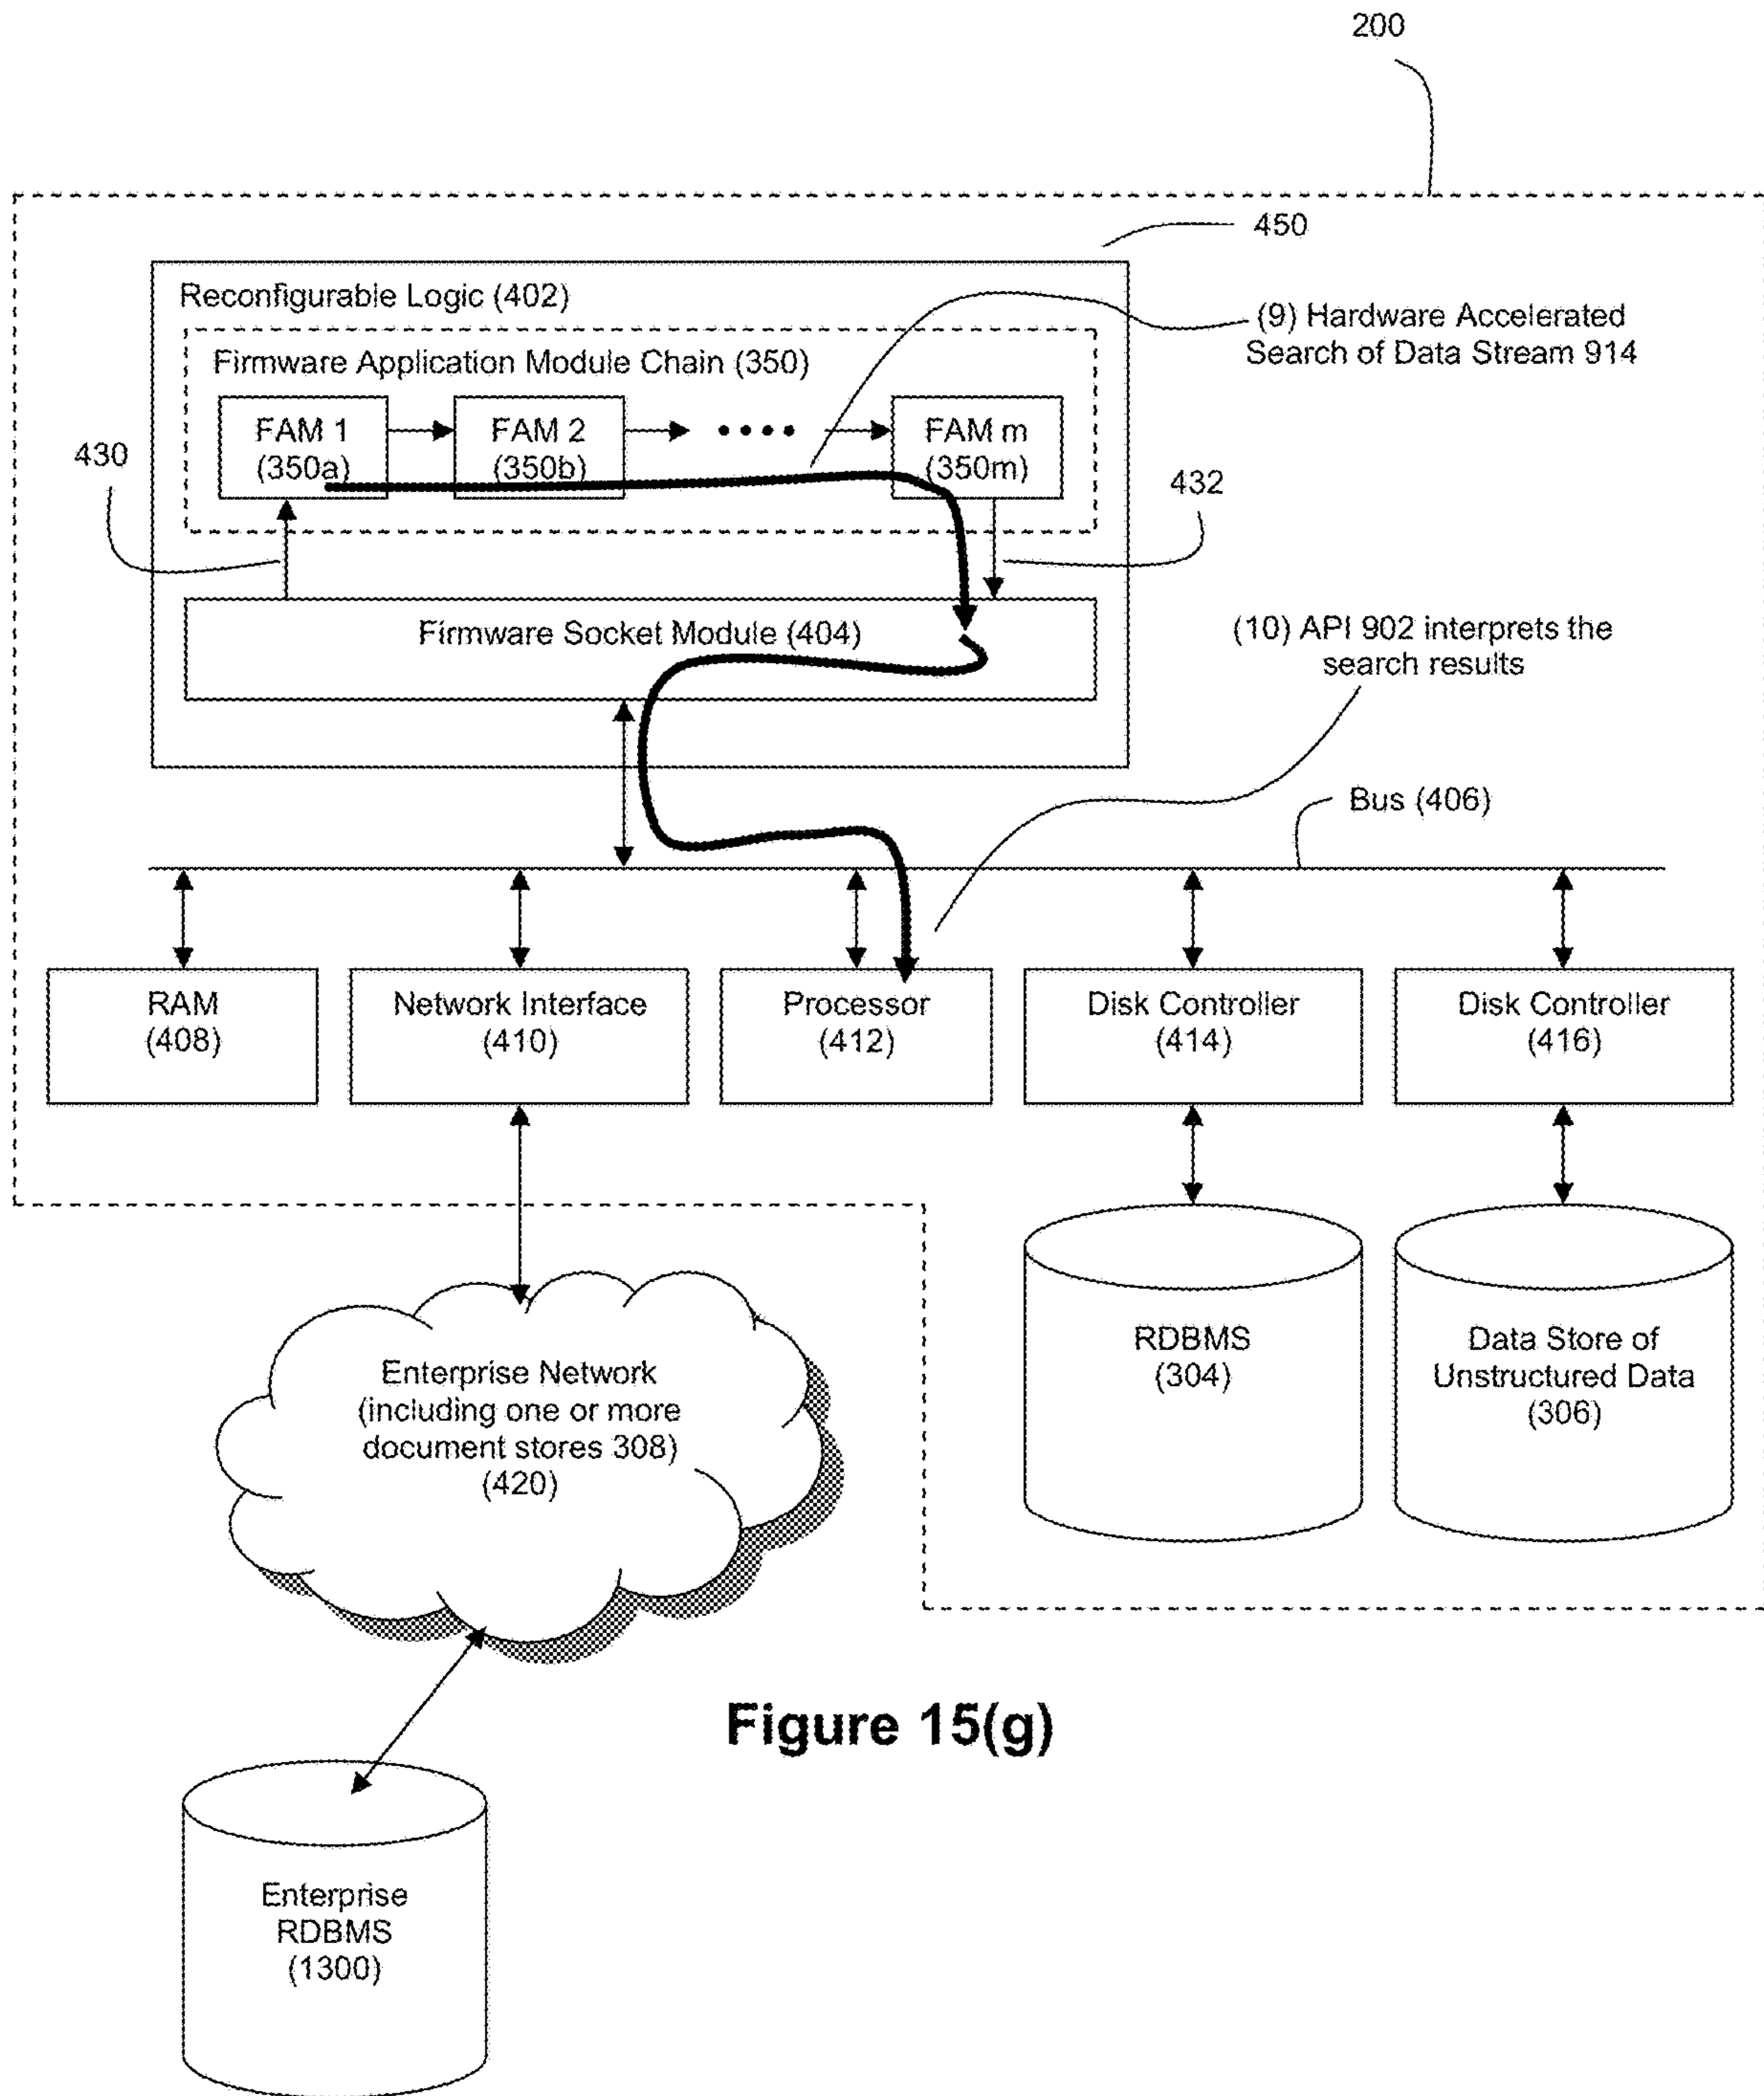 200
450
Reconfigurable Logic (402)
(9) Hardware Accelerated
Search of Data Stream 914
Firmware Application Module Chain (350)
FAM 1
(350a)
FAM 2
(350b)
FAM m
(350m)
430
432
Firmware Socket Module (404)
(10) API 902 interprets the
search results
Bus (406)
RAM
(408)
Network Interface
(410)
Processor
(412)
Disk Controller
(414)
Disk Controller
(416)
RDBMS
(304)
Data Store of
Unstructured Data
(306)
Enterprise Network
(including one or more
document stores 308)
(420)
Figure 15(g)
Enterprise
RDBMS
(1300)